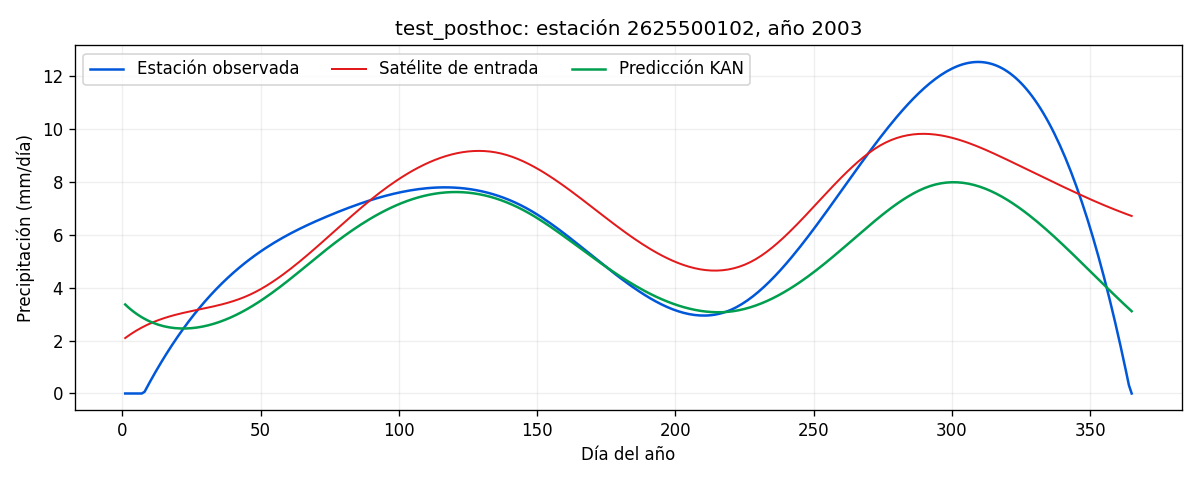 test_posthoc: estación 2625500102, año 2003
Estación observada Satélite de entrada Predicción KAN
Precipitación (mm/día)
12
10
8
6
4
2
0
0 50 100 150 200 250 300 350
Día del año